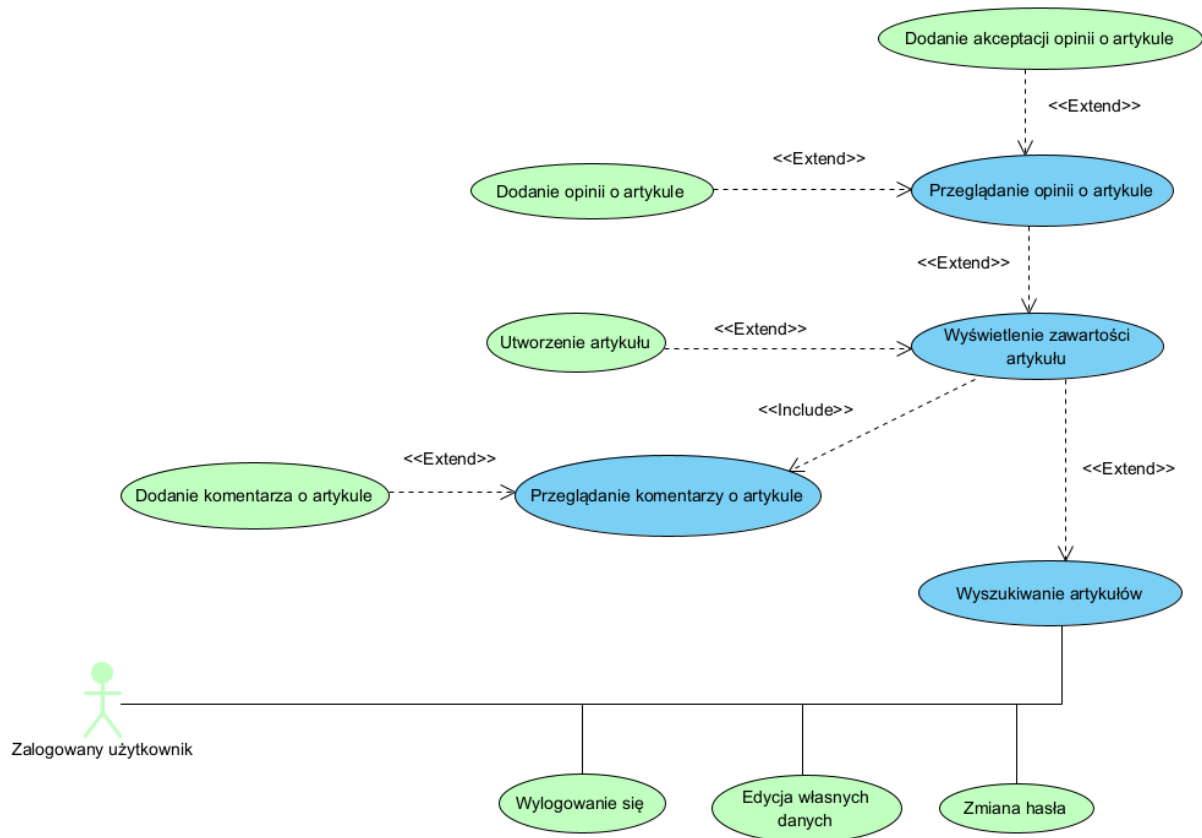 Dodanie akceptacji opinii o artykule
<<Extend>>
<<Extend>>
Dodanie opinii o artykule
Przeglądanie opinii o artykule
<<Extend>>
<<Extend>>
Utworzenie artykułu
Wyświetlenie zawartości
artykułu
<<Include>>
<<Extend>>
<<Extend>>
Dodanie komentarza o artykule
Przeglądanie komentarzy o artykule
Wyszukiwanie artykułów
Zalogowany użytkownik
Wylogowanie się
Edycja własnych
danych
Zmiana hasła